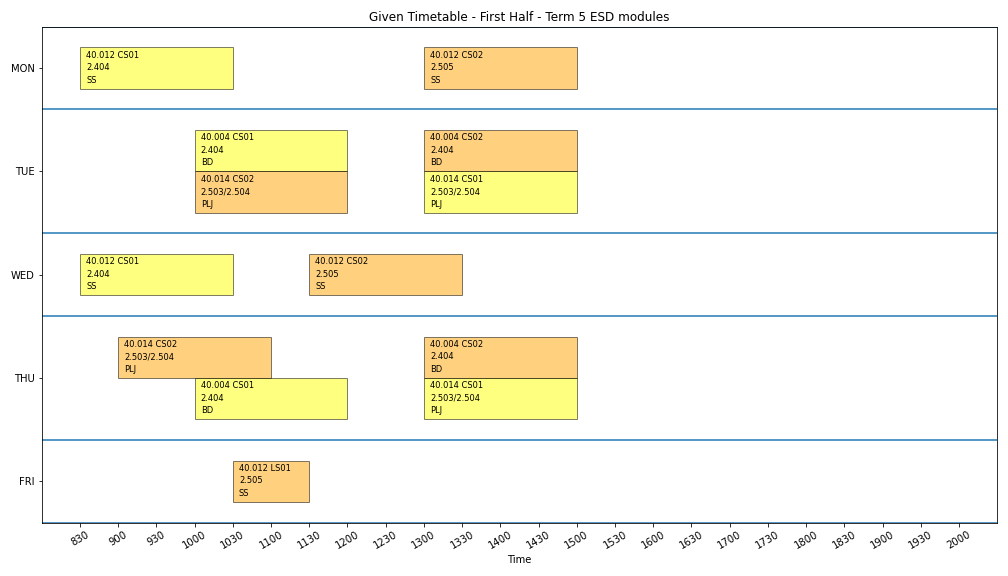 Given Timetable - First Half - Term 5 ESD modules
MON
40.012 CS01
2.404
SS
40.012 CS02
2.505
SS
TUE
40.004 CS01
2.404
BD
40.014 CS02
2.503/2.504
PLJ
40.004 CS02
2.404
BD
40.014 CS01
2.503/2.504
PLJ
WED
40.012 CS01
2.404
SS
40.012 CS02
2.505
SS
THU
40.014 CS02
2.503/2.504
PLJ
40.004 CS01
2.404
BD
40.004 CS02
2.404
BD
40.014 CS01
2.503/2.504
PLJ
FRI
40.012 LS01
2.505
SS
830 900 930 1000 1030 1100 1130 1200 1230 1300 1330 1400 1430 1500 1530 1600 1630 1700 1730 1800 1830 1900 1930 2000
Time